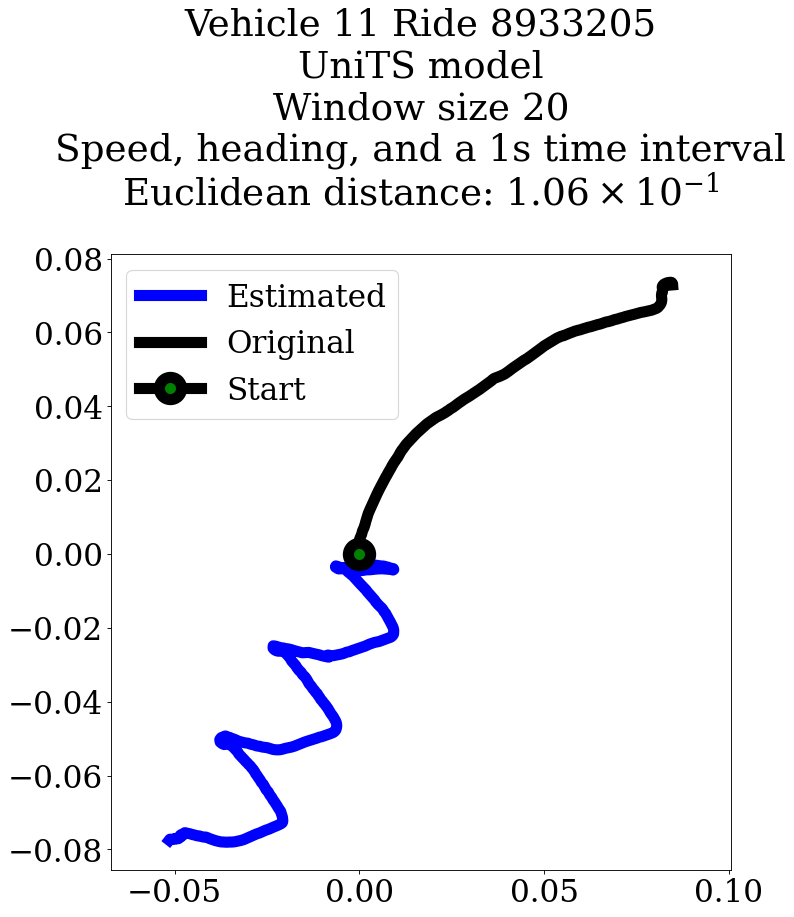 Vehicle 11 Ride 8933205
UniTS model
Window size 20
Speed, heading, and a 1s time interval
Euclidean distance: 1.06 × 10⁻¹
0.08
Estimated
0.06
Original
0.04
Start
0.02
0.00
−0.02
−0.04
−0.06
−0.08
−0.05
0.00
0.05
0.10